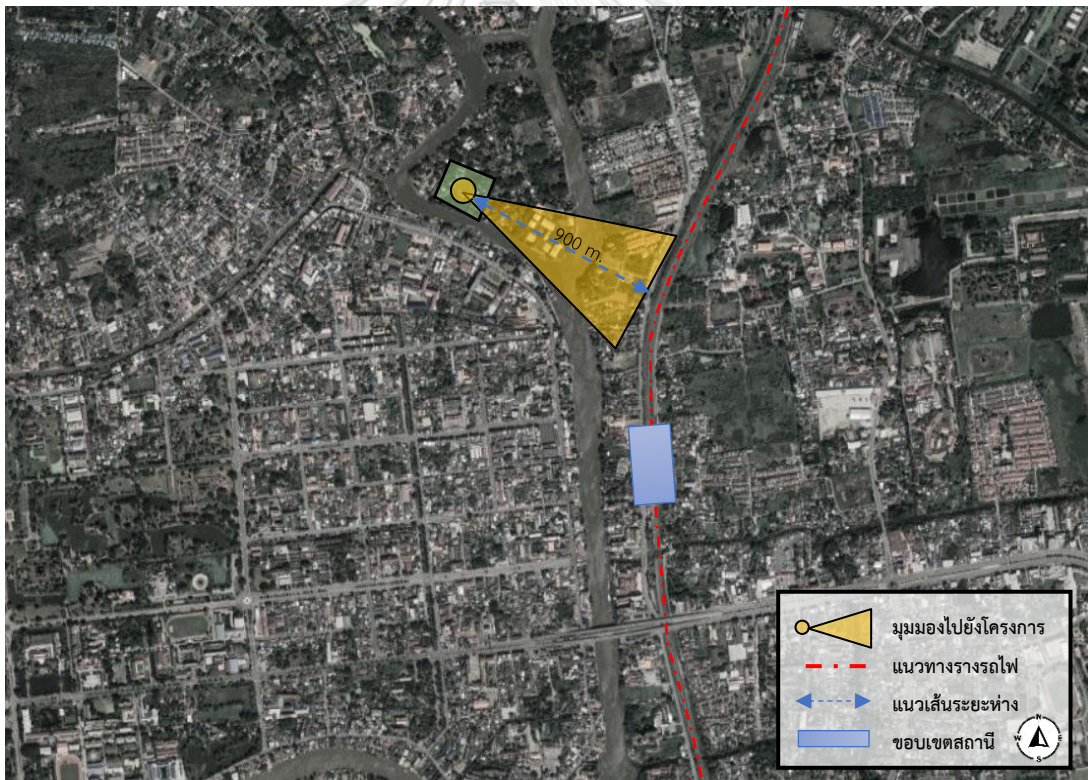 900 m.
มุมมองไปยังโครงการ
แนวทางรางรถไฟ
แนวเส้นระยะห่าง
ขอบเขตสถานี
N
W E
S